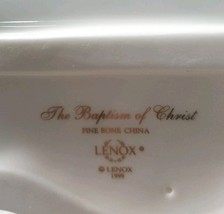 The Baptism of Christ
FINE BONE CHINA
LENOX®
© LENOX
1999